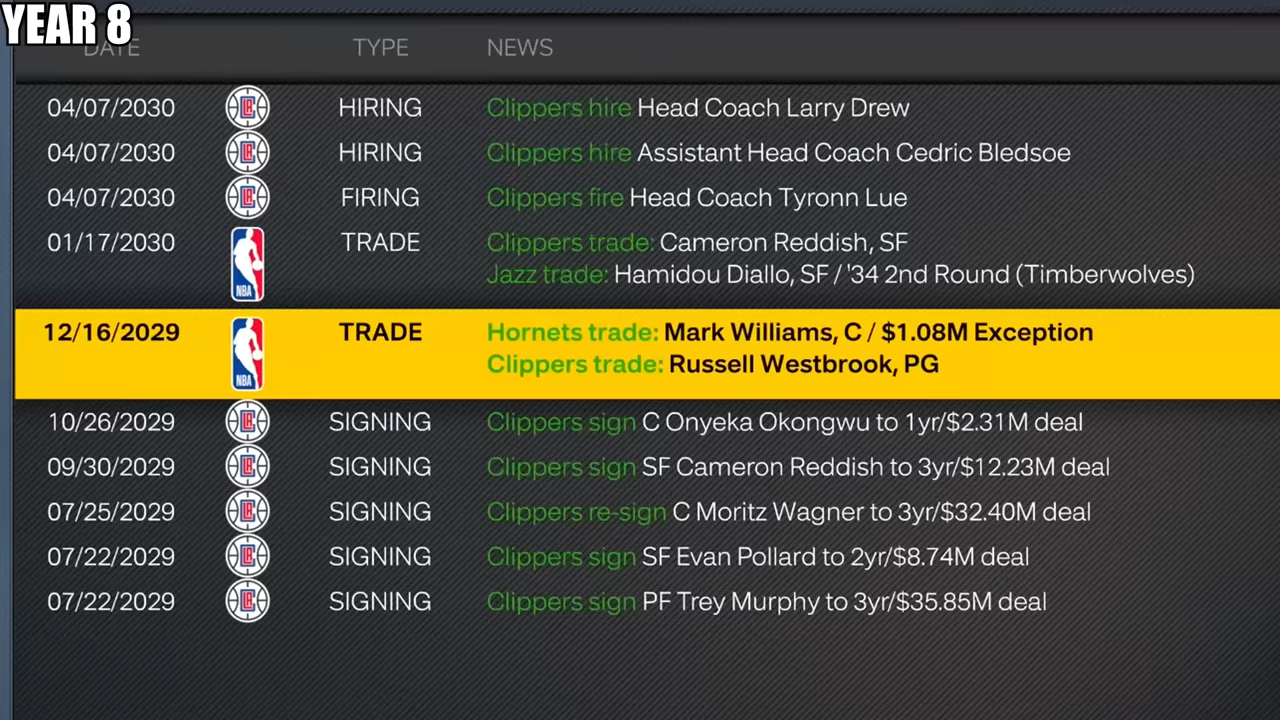 YEAR 8
DATE TYPE NEWS
04/07/2030 HIRING Clippers hire Head Coach Larry Drew
04/07/2030 HIRING Clippers hire Assistant Head Coach Cedric Bledsoe
04/07/2030 FIRING Clippers fire Head Coach Tyronn Lue
01/17/2030 NBA TRADE Clippers trade: Cameron Reddish, SF
Jazz trade: Hamidou Diallo, SF / '34 2nd Round (Timberwolves)
12/16/2029 NBA TRADE Hornets trade: Mark Williams, C / $1.08M Exception
Clippers trade: Russell Westbrook, PG
10/26/2029 SIGNING Clippers sign C Onyeka Okongwu to 1yr/$2.31M deal
09/30/2029 SIGNING Clippers sign SF Cameron Reddish to 3yr/$12.23M deal
07/25/2029 SIGNING Clippers re-sign C Moritz Wagner to 3yr/$32.40M deal
07/22/2029 SIGNING Clippers sign SF Evan Pollard to 2yr/$8.74M deal
07/22/2029 SIGNING Clippers sign PF Trey Murphy to 3yr/$35.85M deal